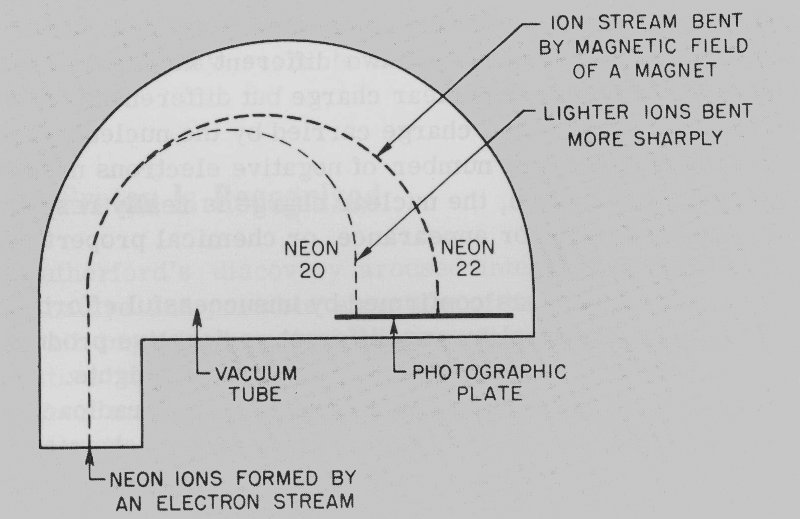 ION STREAM BENT
BY MAGNETIC FIELD
OF A MAGNET
LIGHTER IONS BENT
MORE SHARPLY
NEON
20
NEON
22
VACUUM
TUBE
PHOTOGRAPHIC
PLATE
NEON IONS FORMED BY
AN ELECTRON STREAM